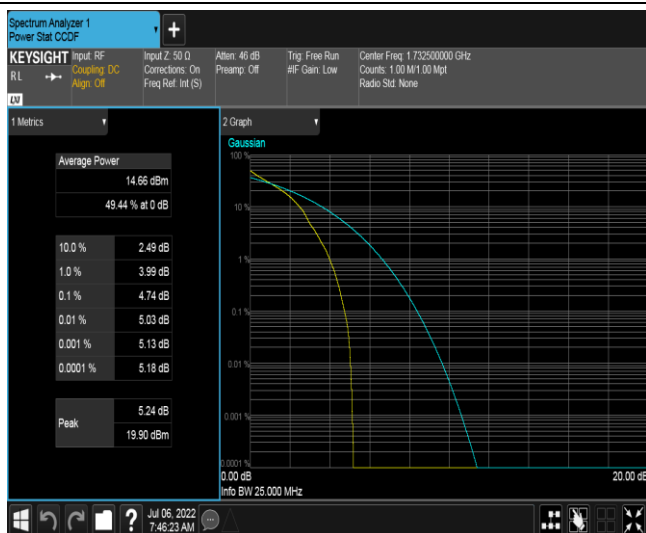 Spectrum Analyzer 1
Power Stat CCDF
+
KEYSIGHT
RL
LXI
Input: RF
Coupling: DC
Align: Off
Input Z: 50 Ω
Corrections: On
Freq Ref: Int (S)
Atten: 46 dB
Preamp: Off
Trig: Free Run
#IF Gain: Low
Center Freq: 1.732500000 GHz
Counts: 1.00 M/1.00 Mpt
Radio Std: None
1 Metrics
Average Power
14.66 dBm
49.44 % at 0 dB
10.0 % 2.49 dB
1.0 % 3.99 dB
0.1 % 4.74 dB
0.01 % 5.03 dB
0.001 % 5.13 dB
0.0001 % 5.18 dB
Peak
5.24 dB
19.90 dBm
2 Graph
Gaussian
100 %
10 %
1 %
0.1 %
0.01 %
0.001 %
0.0001 %
0.00 dB 20.00 dB
Info BW 25.000 MHz
?
Jul 06, 2022
7:46:23 AM